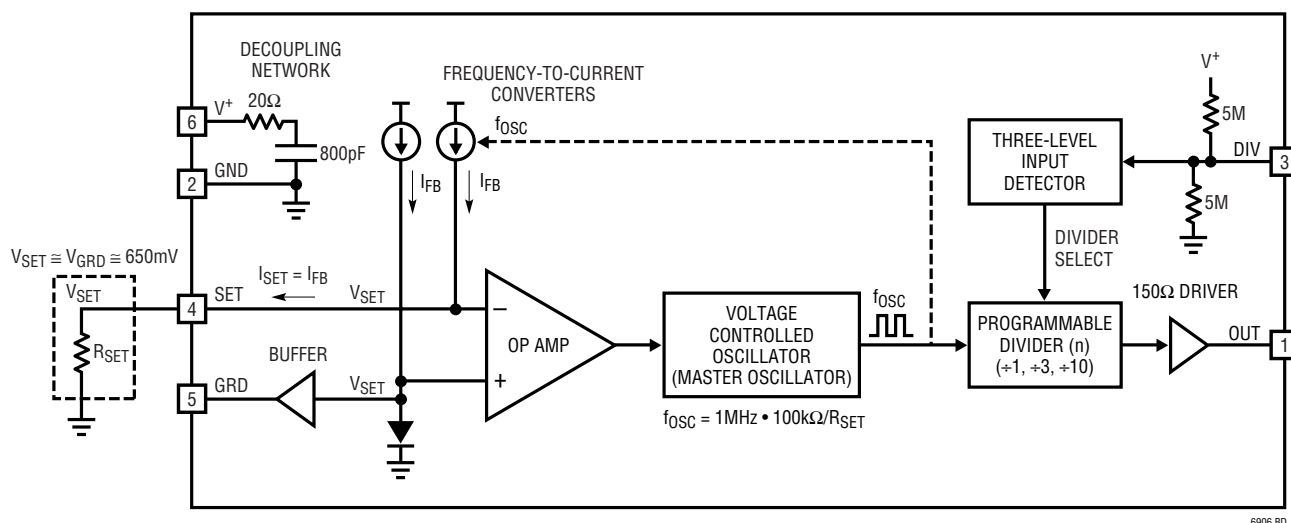 DECOUPLING
NETWORK
FREQUENCY-TO-CURRENT
CONVERTERS
6
V+
20Ω
800pF
2
GND
fOSC
IFB
IFB
V+
5M
THREE-LEVEL
INPUT
DETECTOR
DIV
3
5M
DIVIDER
SELECT
VSET ≅ VGRD ≅ 650mV
VSET
RSET
4
SET
ISET = IFB
VSET
–
OP AMP
+
VOLTAGE
CONTROLLED
OSCILLATOR
(MASTER OSCILLATOR)
fOSC
PROGRAMMABLE
DIVIDER (n)
(÷1, ÷3, ÷10)
150Ω DRIVER
OUT
1
BUFFER
5
GRD
VSET
fOSC = 1MHz • 100kΩ/RSET
6906 BD